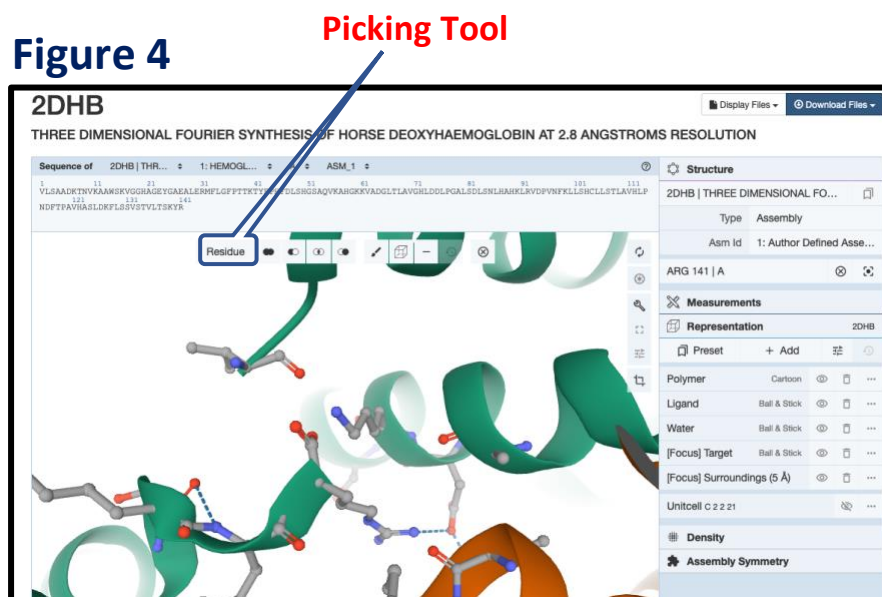 Picking Tool
Figure 4
2DHB
Display Files
Download Files
THREE DIMENSIONAL FOURIER SYNTHESIS OF HORSE DEOXYHAEMOGLOBIN AT 2.8 ANGSTROMS RESOLUTION
Sequence of 2DHB | THR... 1: HEMOGL... ASM_1
1 11 21 31 41 51 61 71 81 91 101 111
VLSAADKTNVKAAWSKVGGHAGEYGAEALERMFLGFPTTKTY DLSHGSAQVKAHGKKVADGLTLAVGHLDDLPGALSDLSNLHAHKLRVDPVNFKLLSHCLLSTLAVHLP
121 131 141
NDFTPAVHASLDKFLSSVSTVLTSKYR
Residue
Structure
2DHB | THREE DIMENSIONAL FO...
Type Assembly
Asm Id 1: Author Defined Asse...
ARG 141 | A
Measurements
Representation 2DHB
Preset + Add
Polymer Cartoon
Ligand Ball & Stick
Water Ball & Stick
[Focus] Target Ball & Stick
[Focus] Surroundings (5 Å)
Unitcell C 2 2 21
Density
Assembly Symmetry